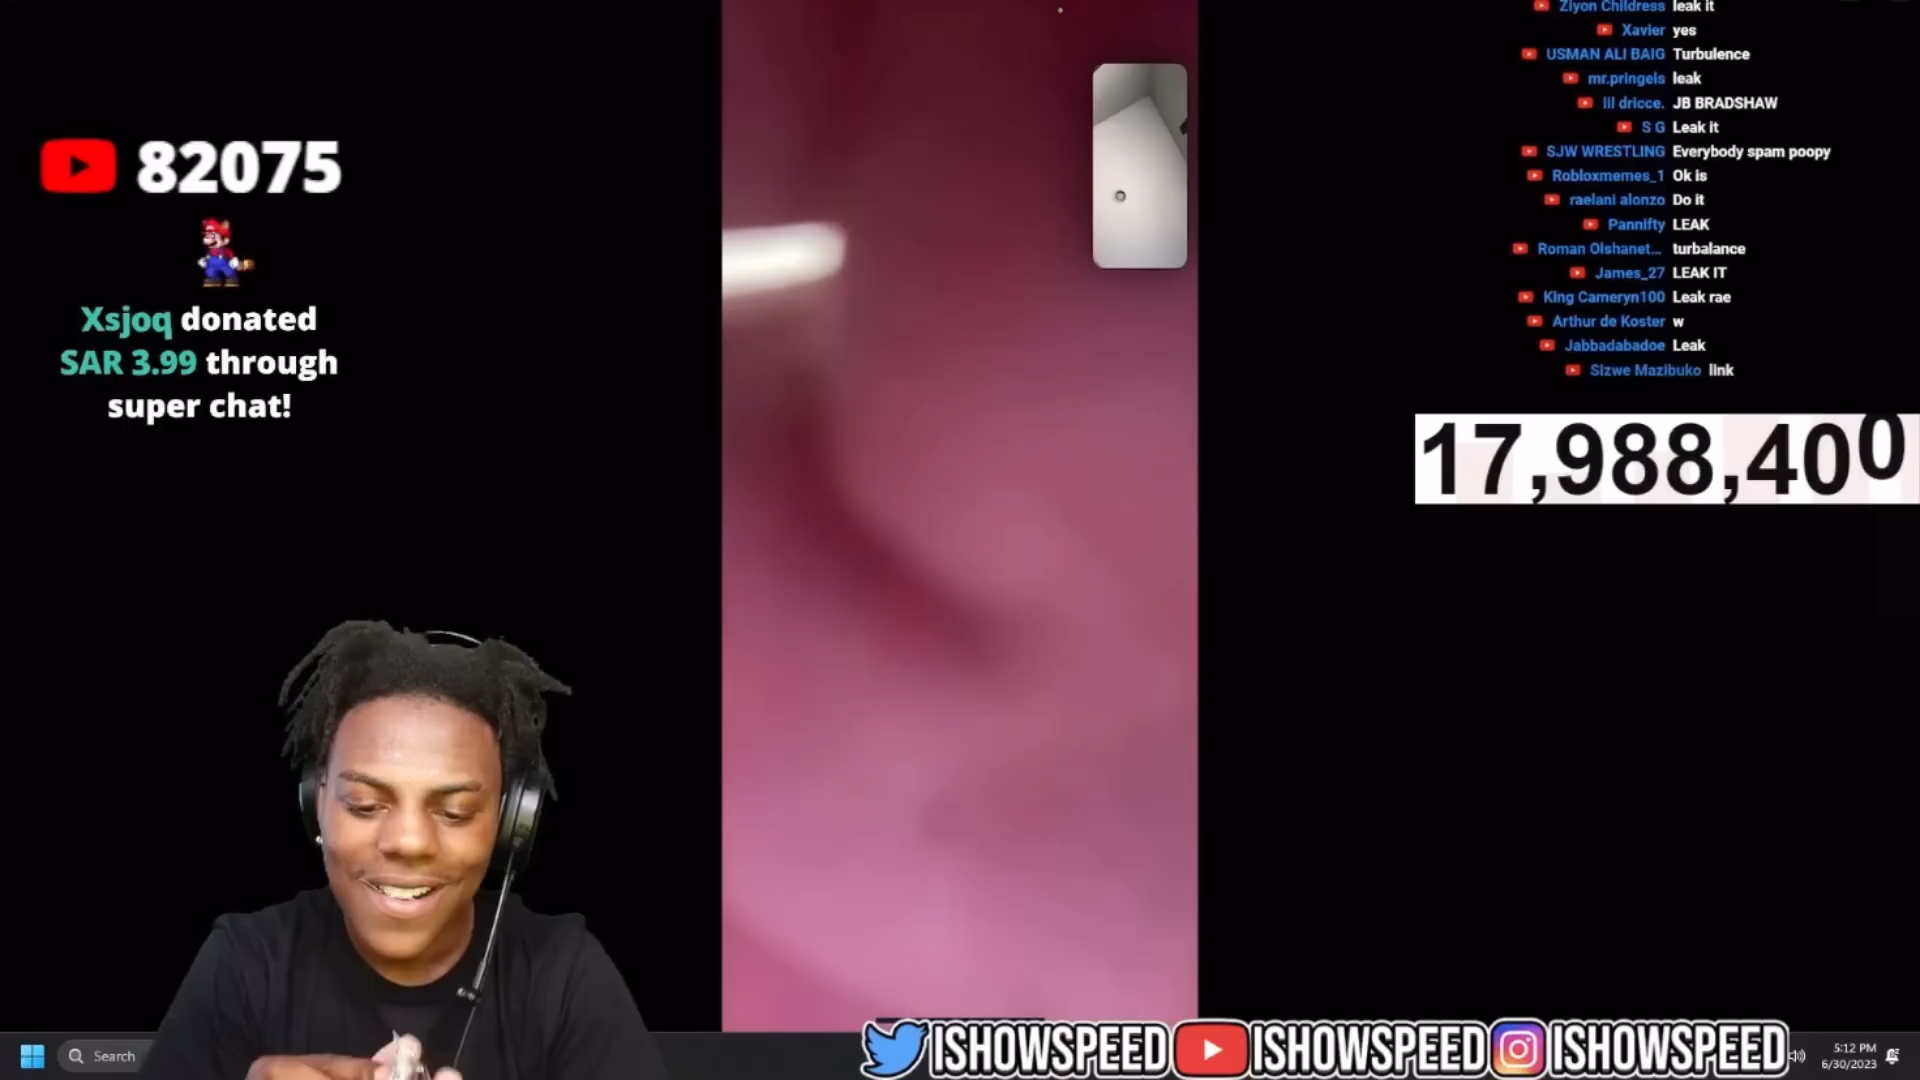 82075
Xsjoq donated
SAR 3.99 through
super chat!
Ziyon Childress leak it
Xavier yes
USMAN ALI BAIG Turbulence
mr.pringels leak
lil dricce. JB BRADSHAW
S G Leak it
SJW WRESTLING Everybody spam poopy
Robloxmemes_1 Ok is
raelani alonzo Do it
Pannifty LEAK
Roman Olshanet... turbalance
James_27 LEAK IT
King Cameryn100 Leak rae
Arthur de Koster w
Jabbadabadoe Leak
Sizwe Mazibuko link
17,988,400
Search
ISHOWSPEED ISHOWSPEED ISHOWSPEED
5:12 PM
6/30/2023